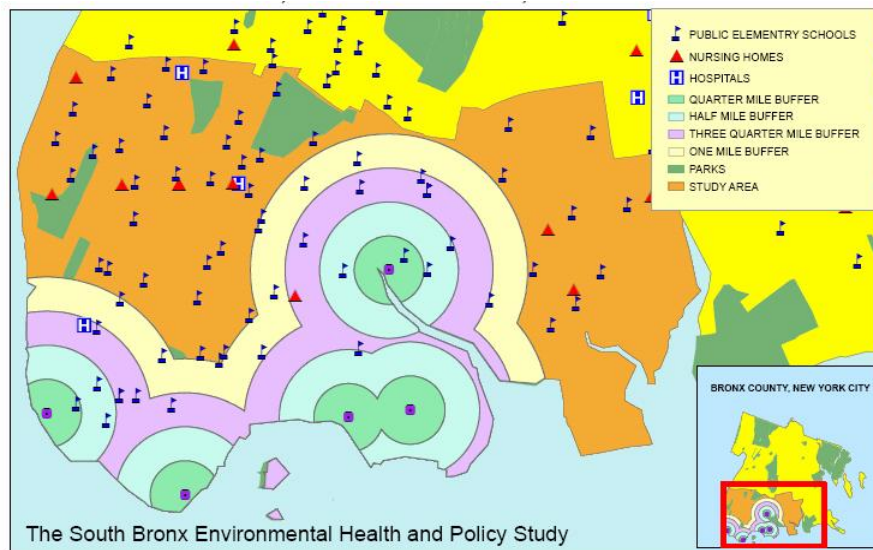 PUBLIC ELEMENTRY SCHOOLS
NURSING HOMES
H HOSPITALS
QUARTER MILE BUFFER
HALF MILE BUFFER
THREE QUARTER MILE BUFFER
ONE MILE BUFFER
PARKS
STUDY AREA
H
H
H
BRONX COUNTY, NEW YORK CITY
The South Bronx Environmental Health and Policy Study